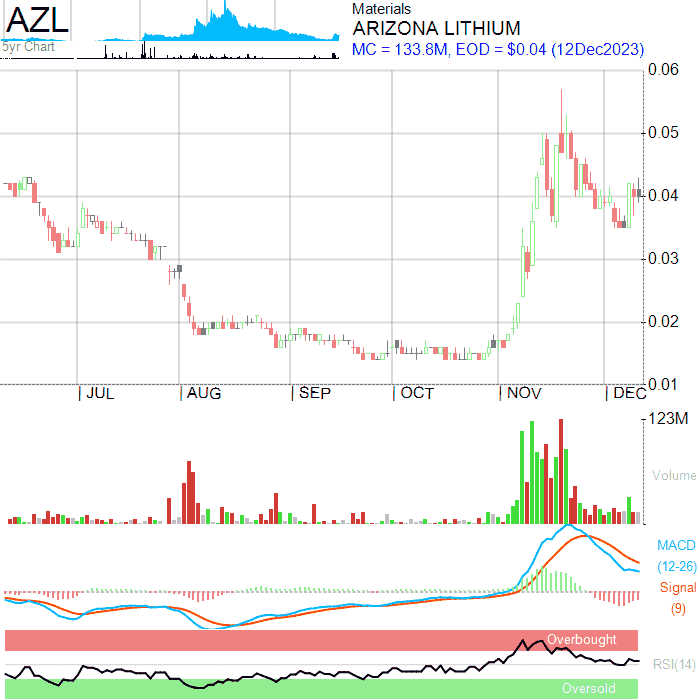 AZL
5yr Chart
Materials
ARIZONA LITHIUM
MC = 133.8M, EOD = $0.04 (12Dec2023)
0.06
0.05
0.04
0.03
0.02
0.01
JUL AUG SEP OCT NOV DEC
123M
Volume
MACD
(12-26)
Signal
(9)
Overbought
RSI(14)
Oversold